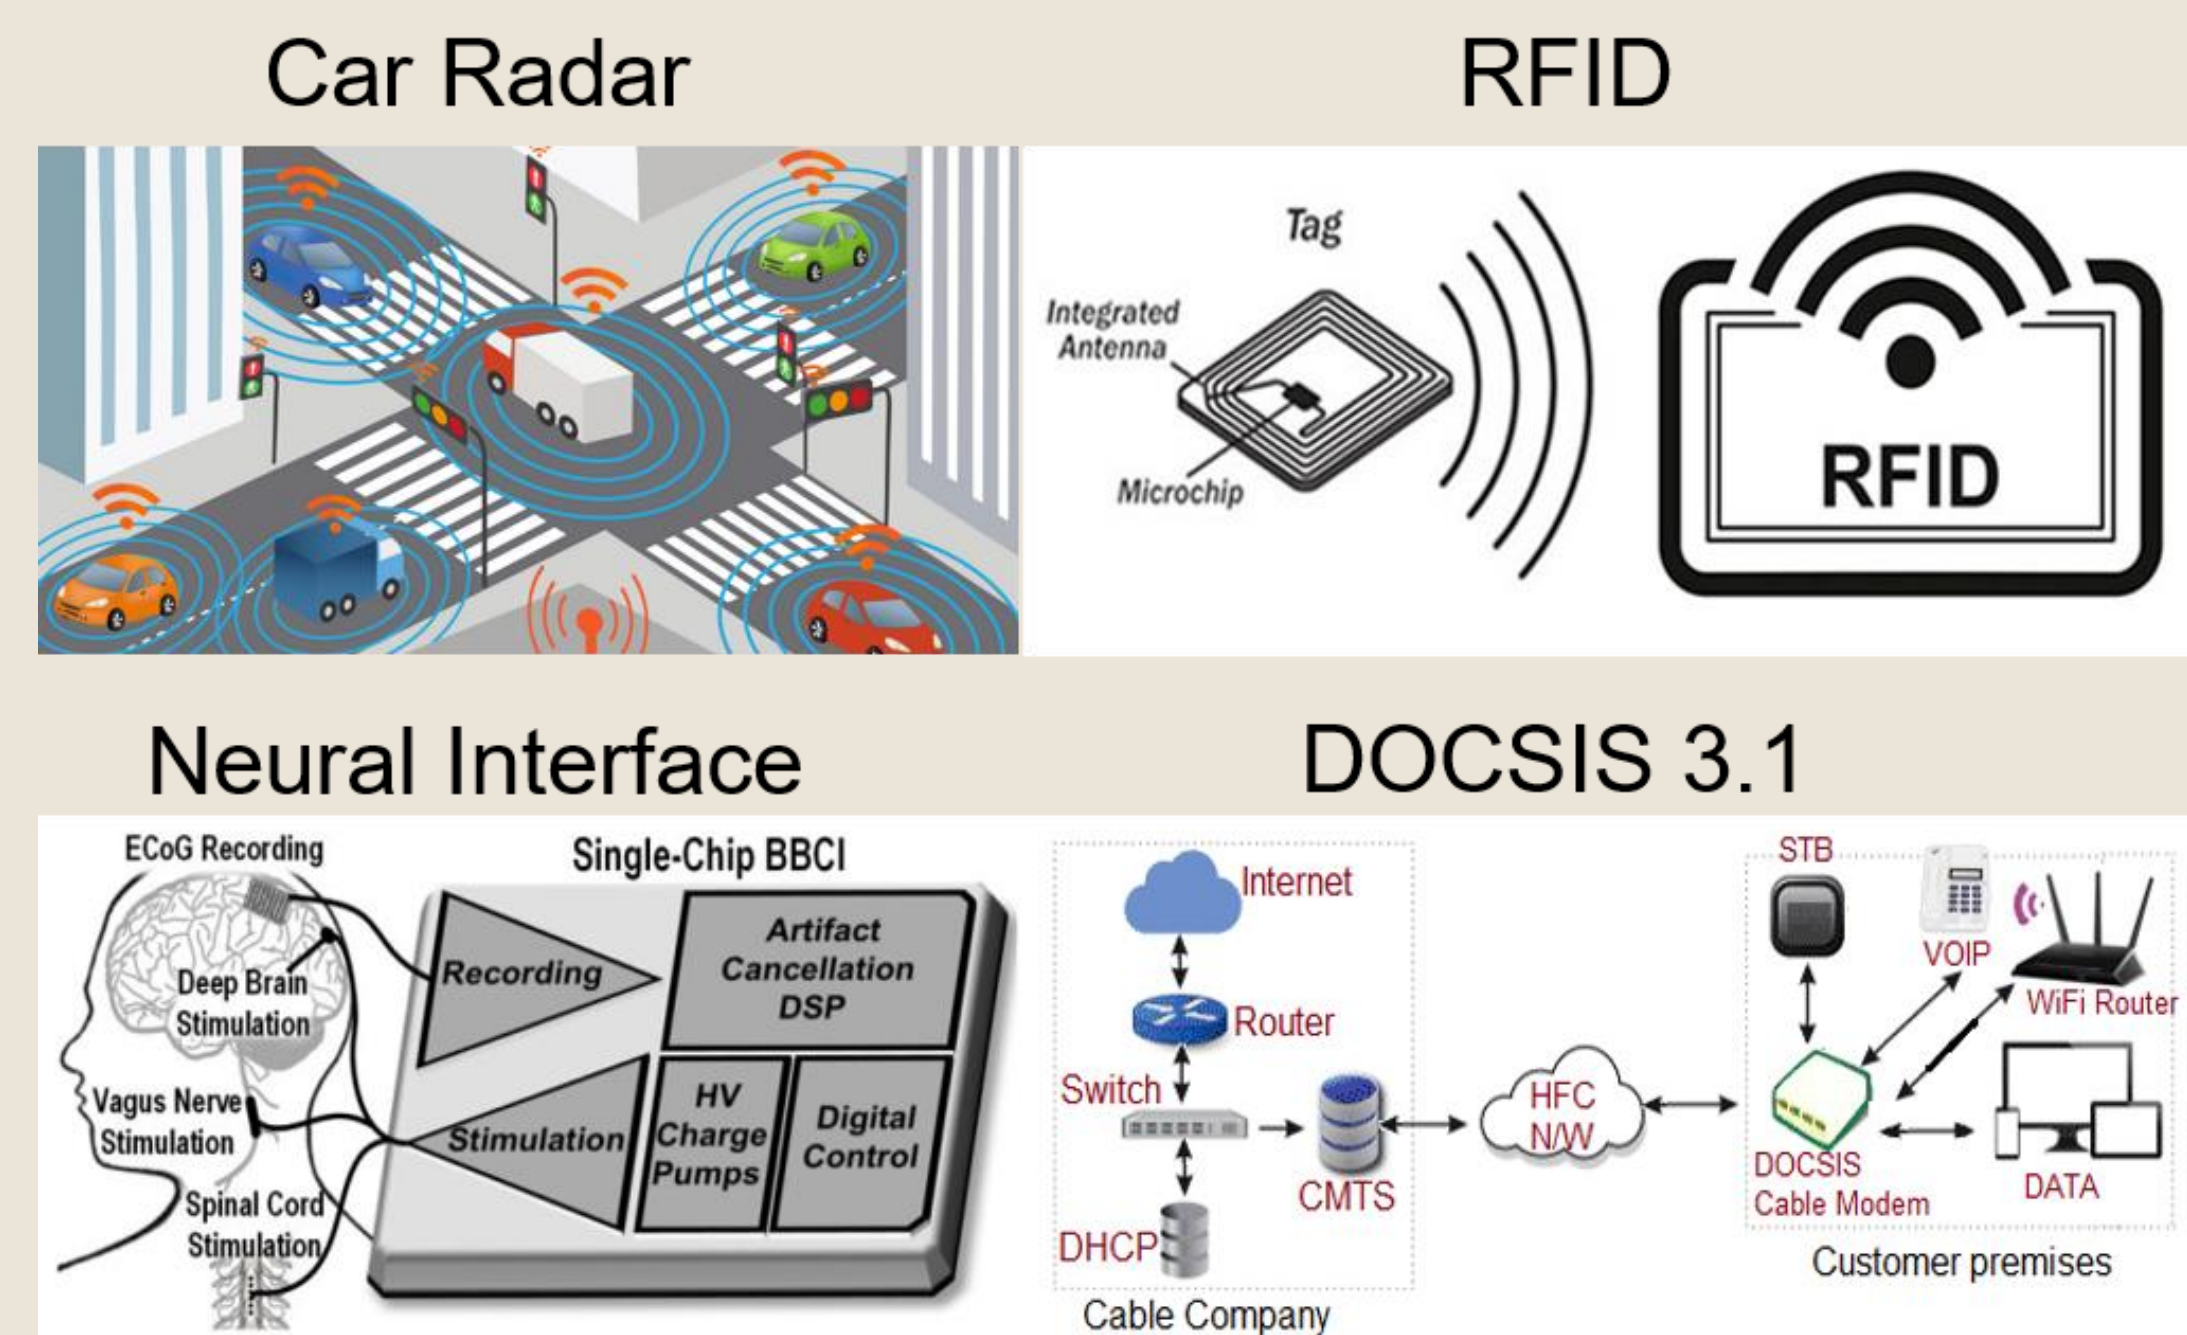 Car Radar
RFID
Tag
Integrated
Antenna
Microchip
RFID
Neural Interface
DOCSIS 3.1
ECoG Recording
Deep Brain
Stimulation
Vagus Nerve
Stimulation
Spinal Cord
Stimulation
Single-Chip BBCI
Recording
Artifact
Cancellation
DSP
Stimulation
HV
Charge
Pumps
Digital
Control
Internet
Router
Switch
DHCP
CMTS
Cable Company
HFC
N/W
STB
VOIP
WiFi Router
DOCSIS
Cable Modem
DATA
Customer premises